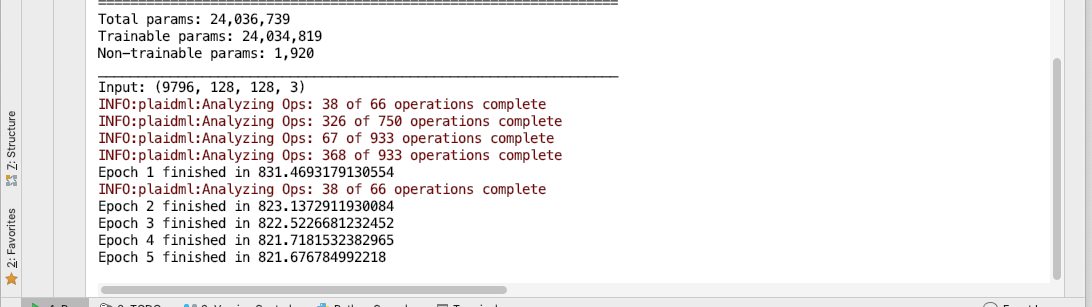 Total params: 24,036,739
Trainable params: 24,034,819
Non-trainable params: 1,920
Input: (9796, 128, 128, 3)
INFO:plaidml:Analyzing Ops: 38 of 66 operations complete
INFO:plaidml:Analyzing Ops: 326 of 750 operations complete
INFO:plaidml:Analyzing Ops: 67 of 933 operations complete
INFO:plaidml:Analyzing Ops: 368 of 933 operations complete
Epoch 1 finished in 831.4693179130554
INFO:plaidml:Analyzing Ops: 38 of 66 operations complete
Epoch 2 finished in 823.1372911930084
Epoch 3 finished in 822.5226681232452
Epoch 4 finished in 821.7181532382965
Epoch 5 finished in 821.676784992218
Z: Structure
2: Favorites